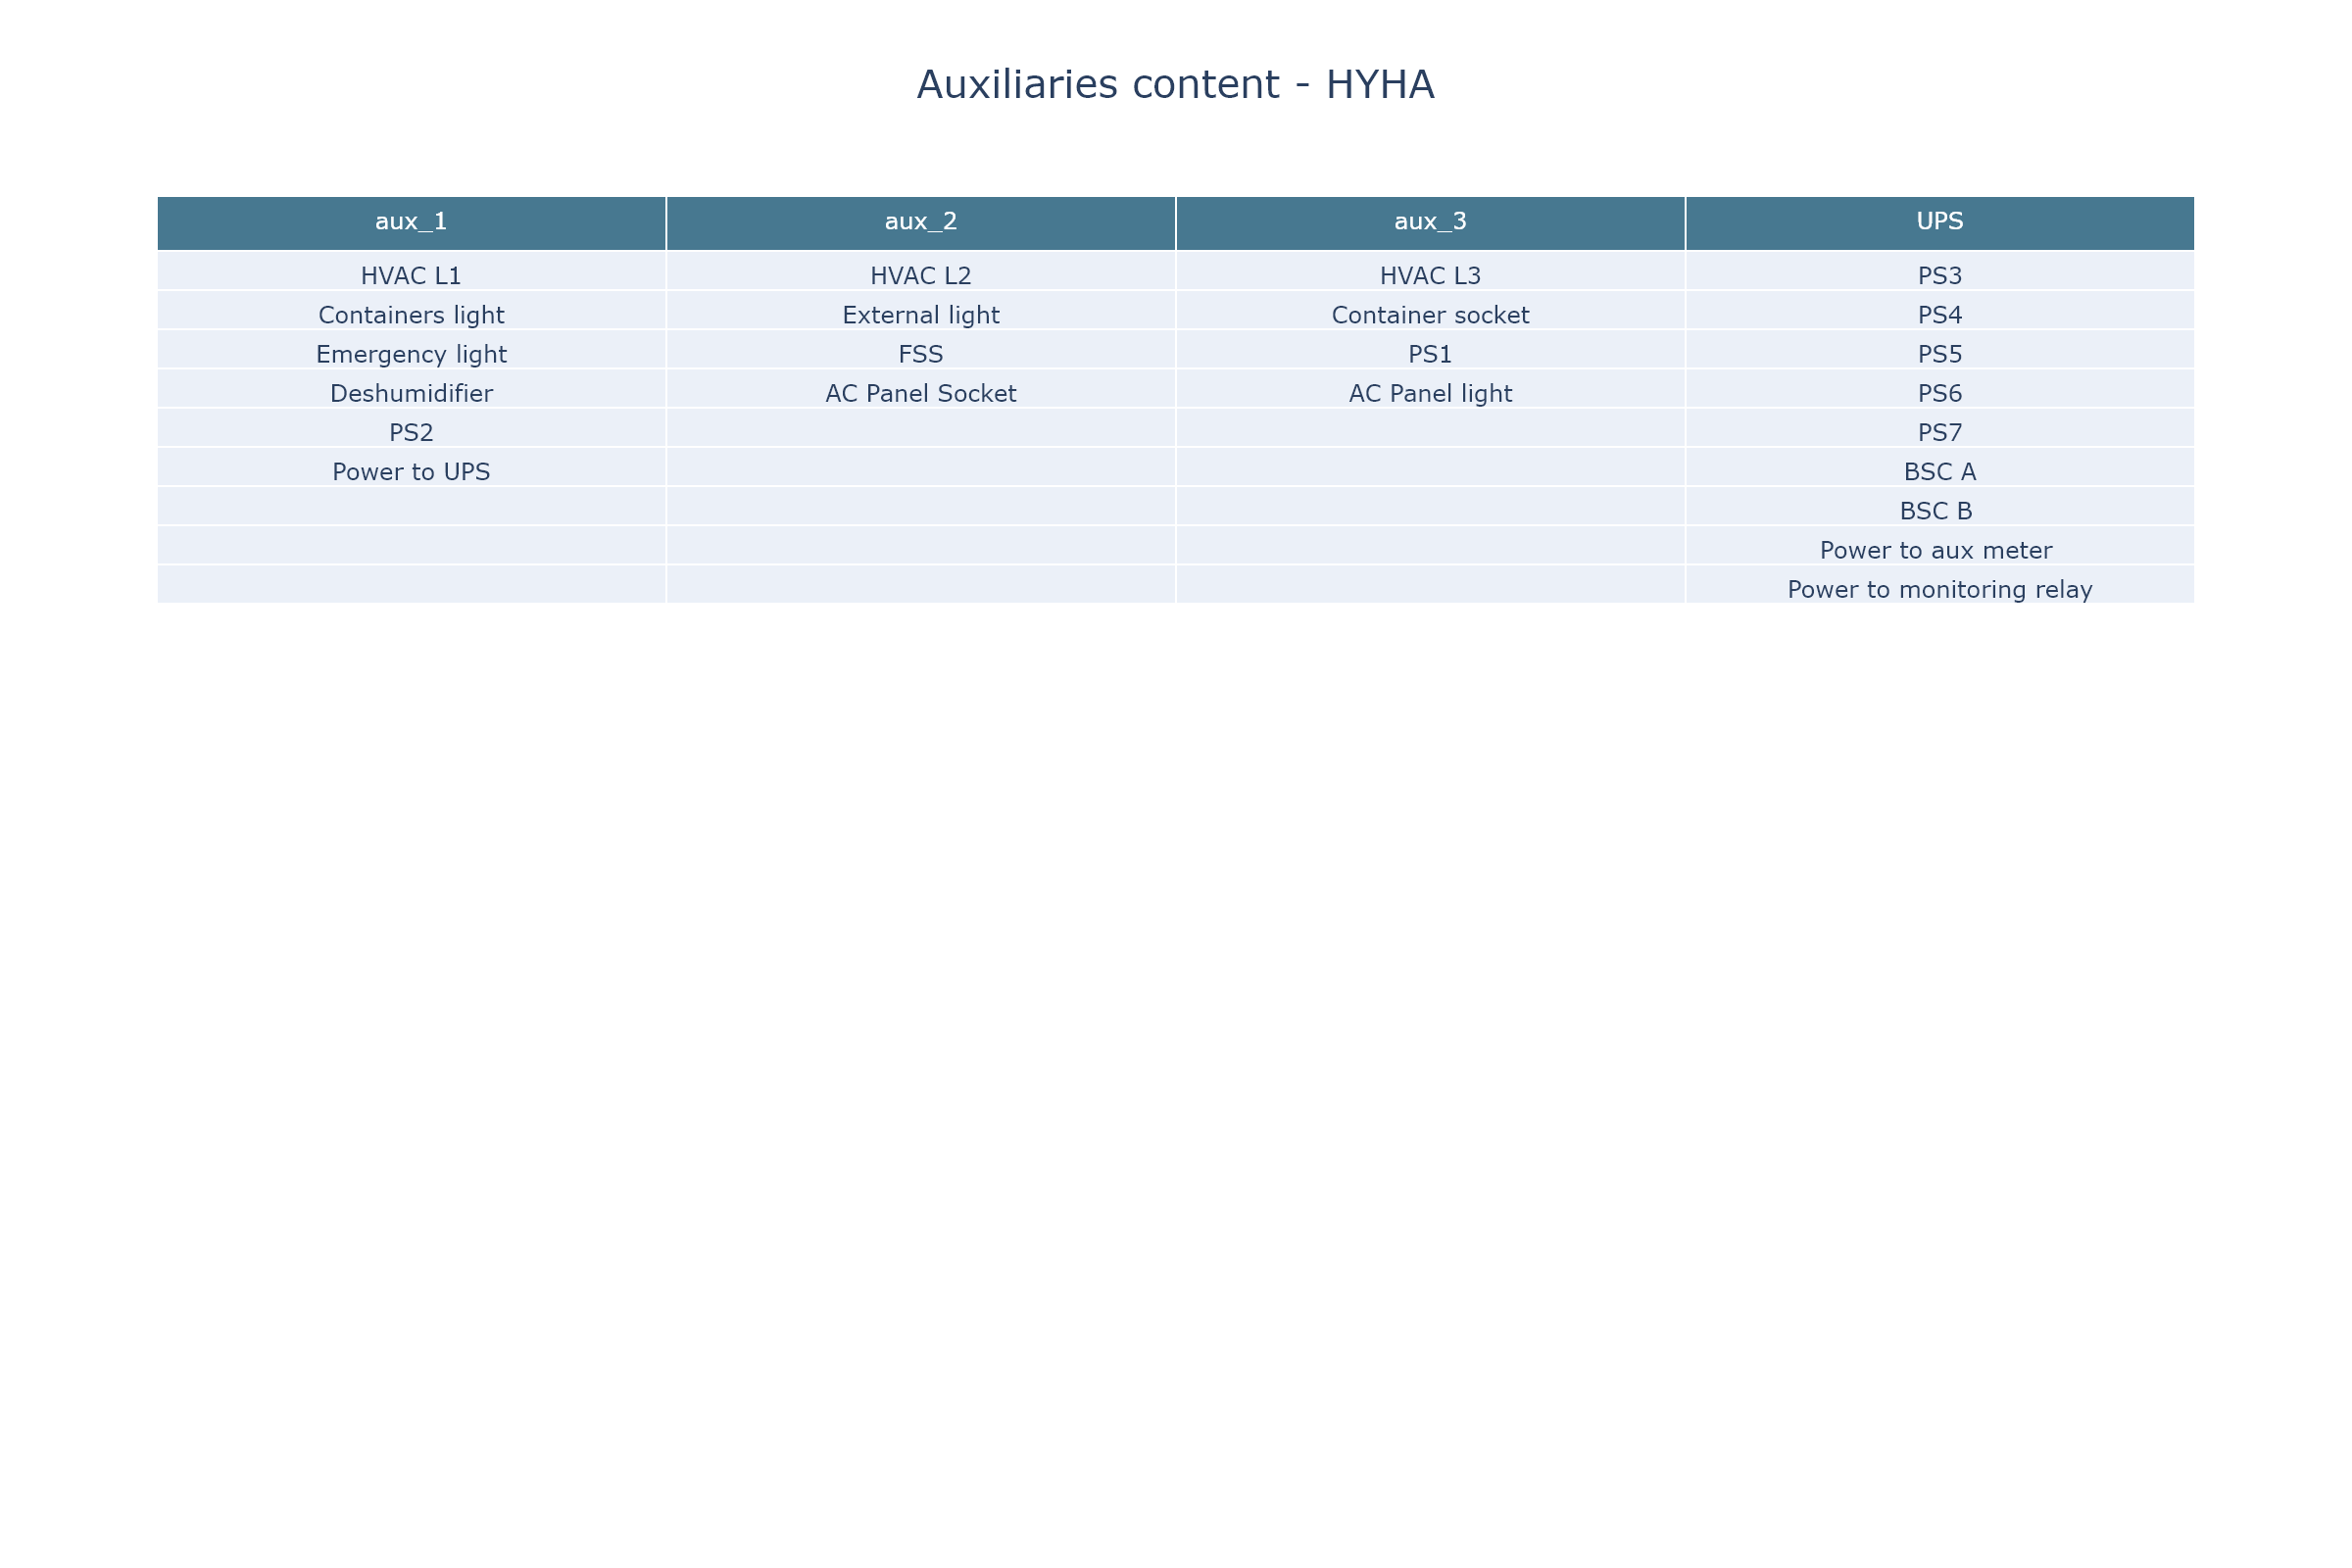 Auxiliaries content - HYHA
aux_1 aux_2 aux_3 UPS
HVAC L1 HVAC L2 HVAC L3 PS3
Containers light External light Container socket PS4
Emergency light FSS PS1 PS5
Deshumidifier AC Panel Socket AC Panel light PS6
PS2 PS7
Power to UPS BSC A
BSC B
Power to aux meter
Power to monitoring relay